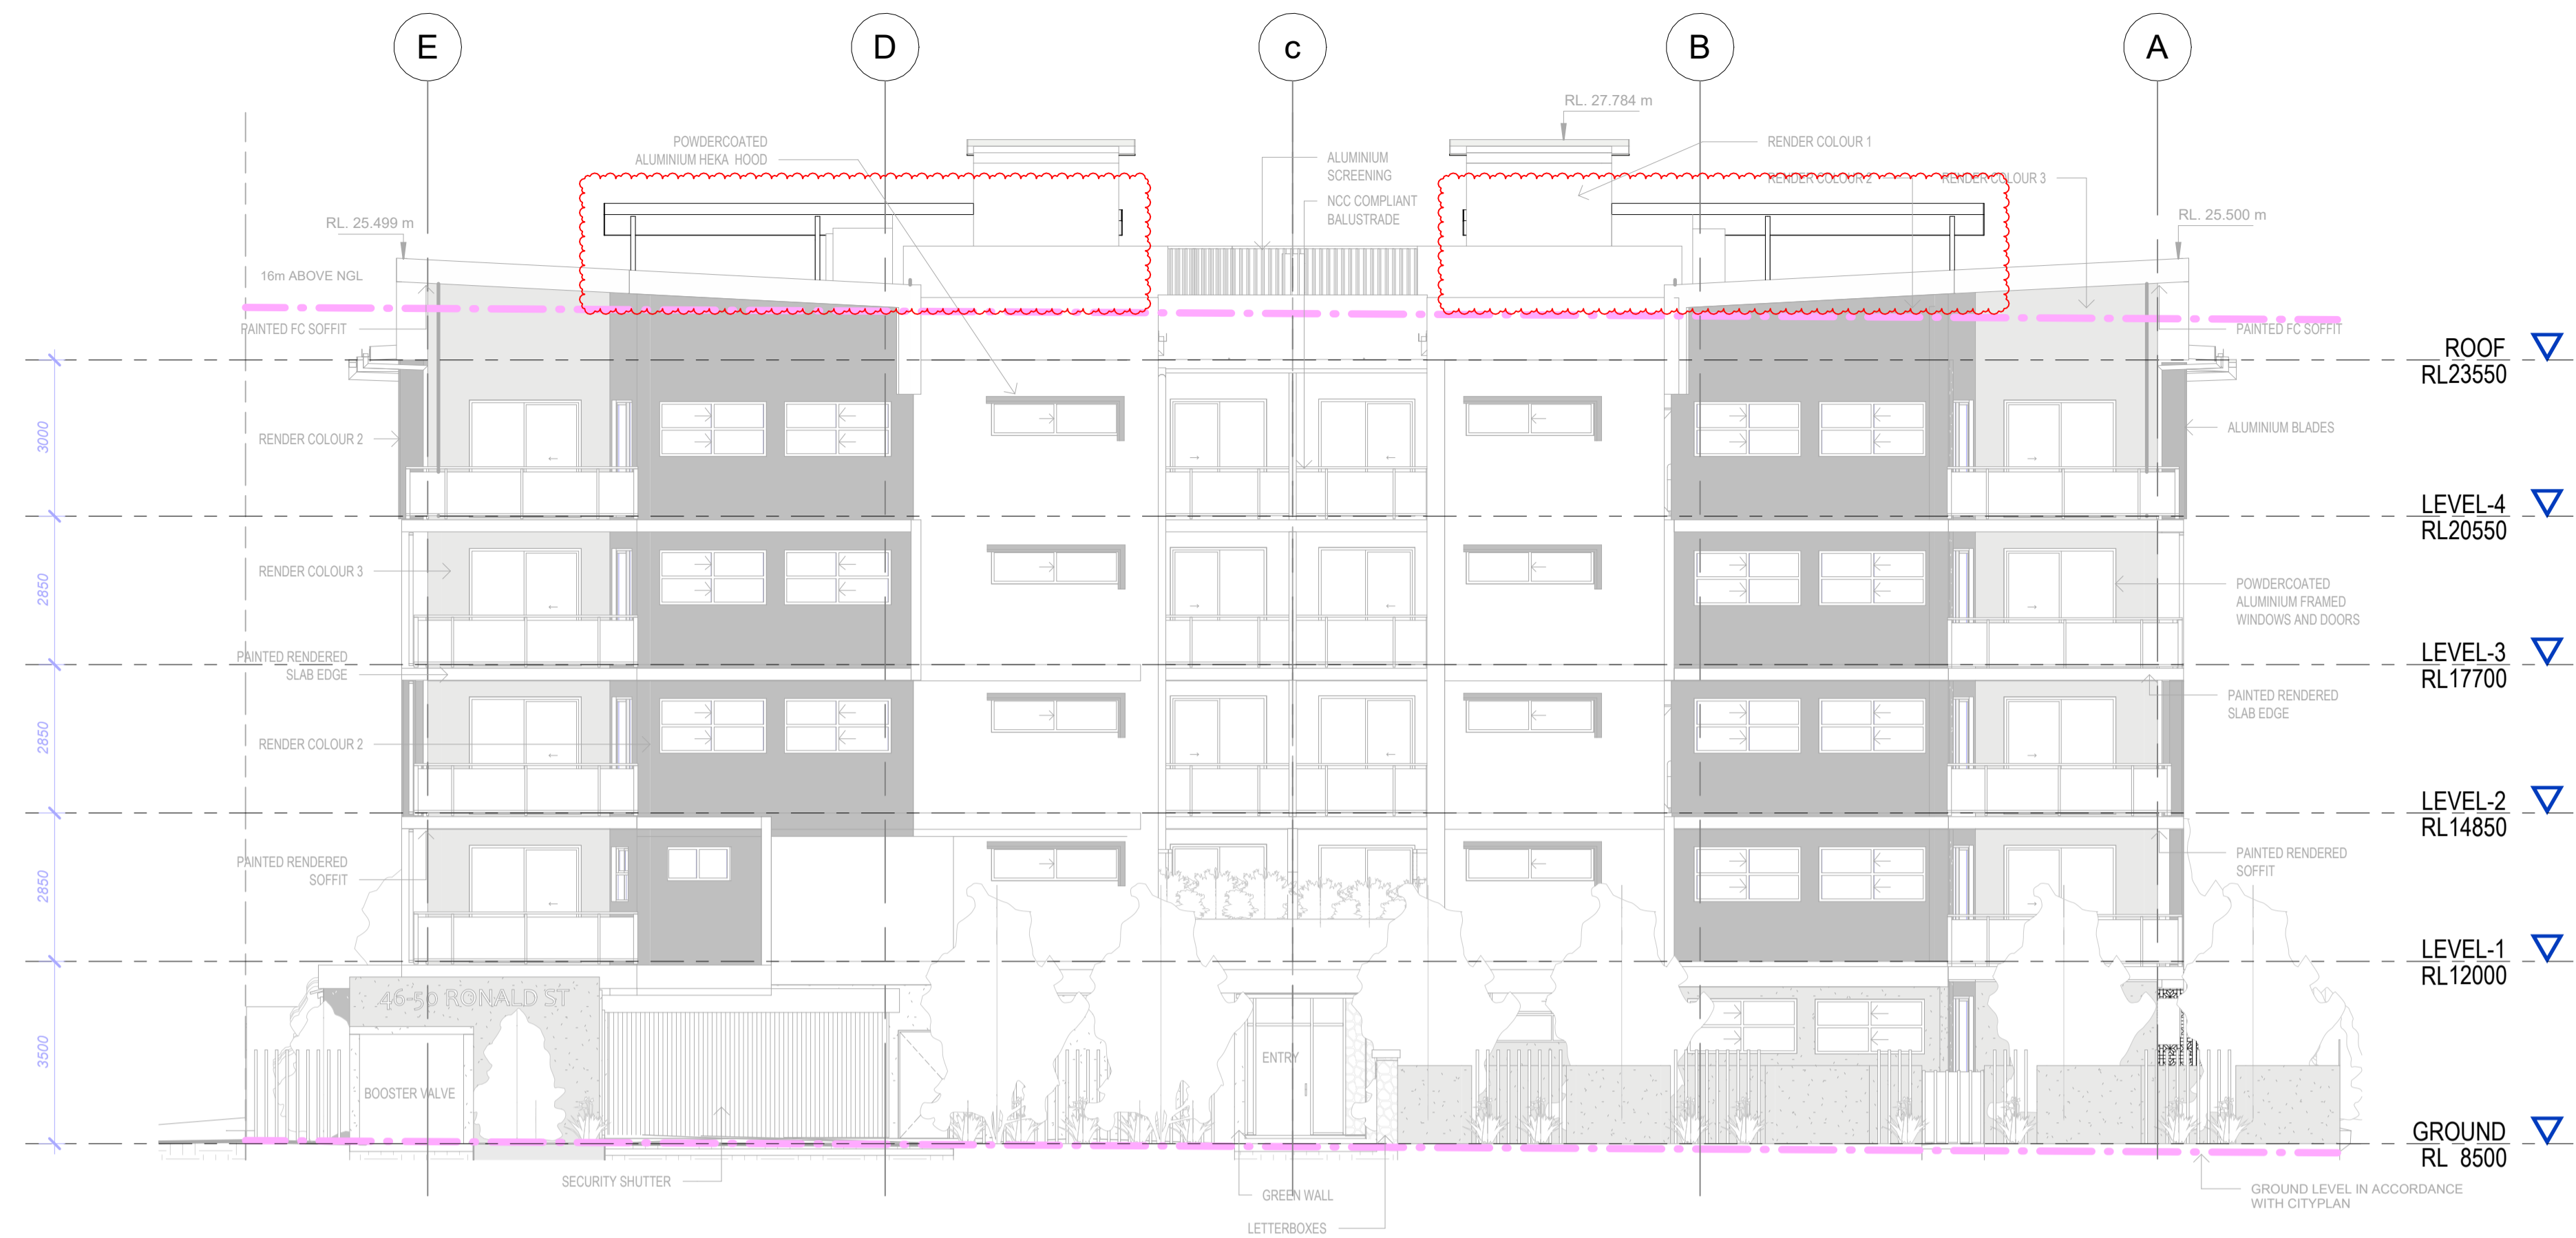 E
D
c
B
A
RL. 27.784 m
POWDERCOATED
ALUMINIUM HEKA HOOD
ALUMINIUM
SCREENING
RENDER COLOUR 1
RENDER COLOUR 2
RENDER COLOUR 3
NCC COMPLIANT
BALUSTRADE
RL. 25.499 m
RL. 25.500 m
16m ABOVE NGL
PAINTED FC SOFFIT
PAINTED FC SOFFIT
ROOF
RL23550
3000
RENDER COLOUR 2
ALUMINIUM BLADES
LEVEL-4
RL20550
2850
RENDER COLOUR 3
POWDERCOATED
ALUMINIUM FRAMED
WINDOWS AND DOORS
PAINTED RENDERED
SLAB EDGE
LEVEL-3
RL17700
PAINTED RENDERED
SLAB EDGE
2850
RENDER COLOUR 2
LEVEL-2
RL14850
PAINTED RENDERED
SOFFIT
PAINTED RENDERED
SOFFIT
2850
LEVEL-1
RL12000
46-50 RONALD ST
3500
ENTRY
BOOSTER VALVE
GROUND
RL 8500
SECURITY SHUTTER
GREEN WALL
LETTERBOXES
GROUND LEVEL IN ACCORDANCE
WITH CITYPLAN